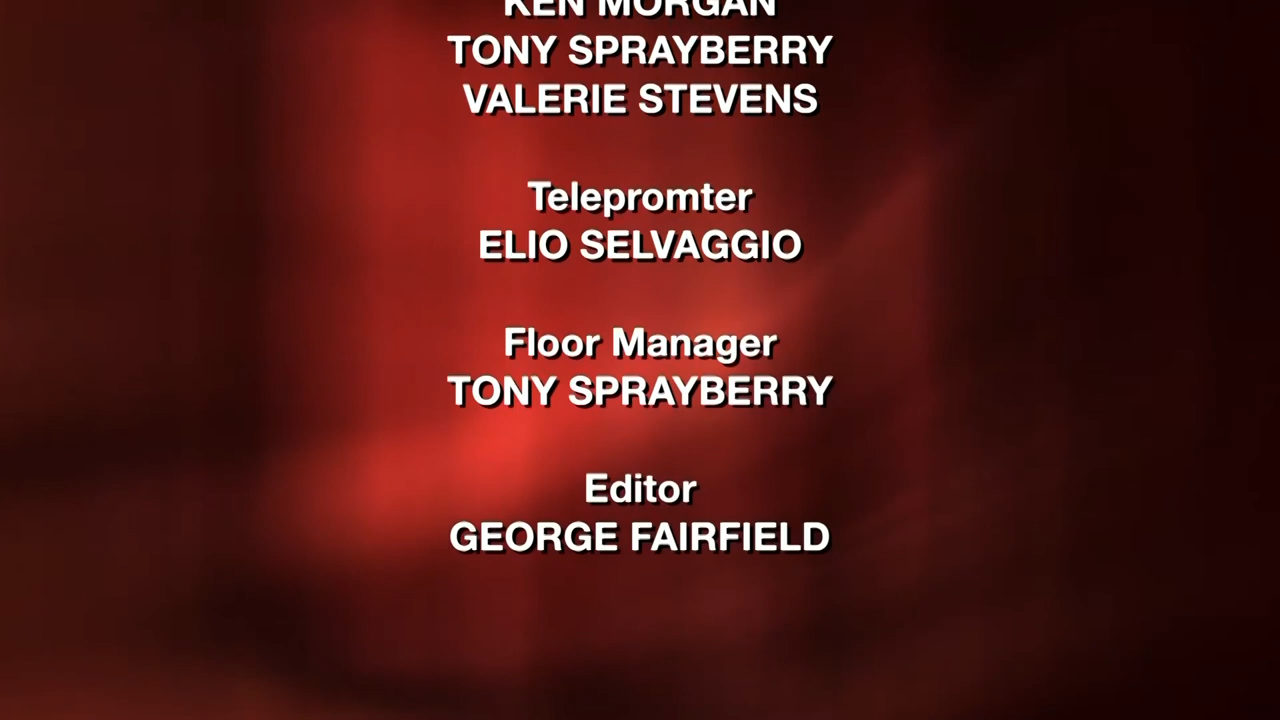 KEN MORGAN
TONY SPRAYBERRY
VALERIE STEVENS
Telepromter
ELIO SELVAGGIO
Floor Manager
TONY SPRAYBERRY
Editor
GEORGE FAIRFIELD